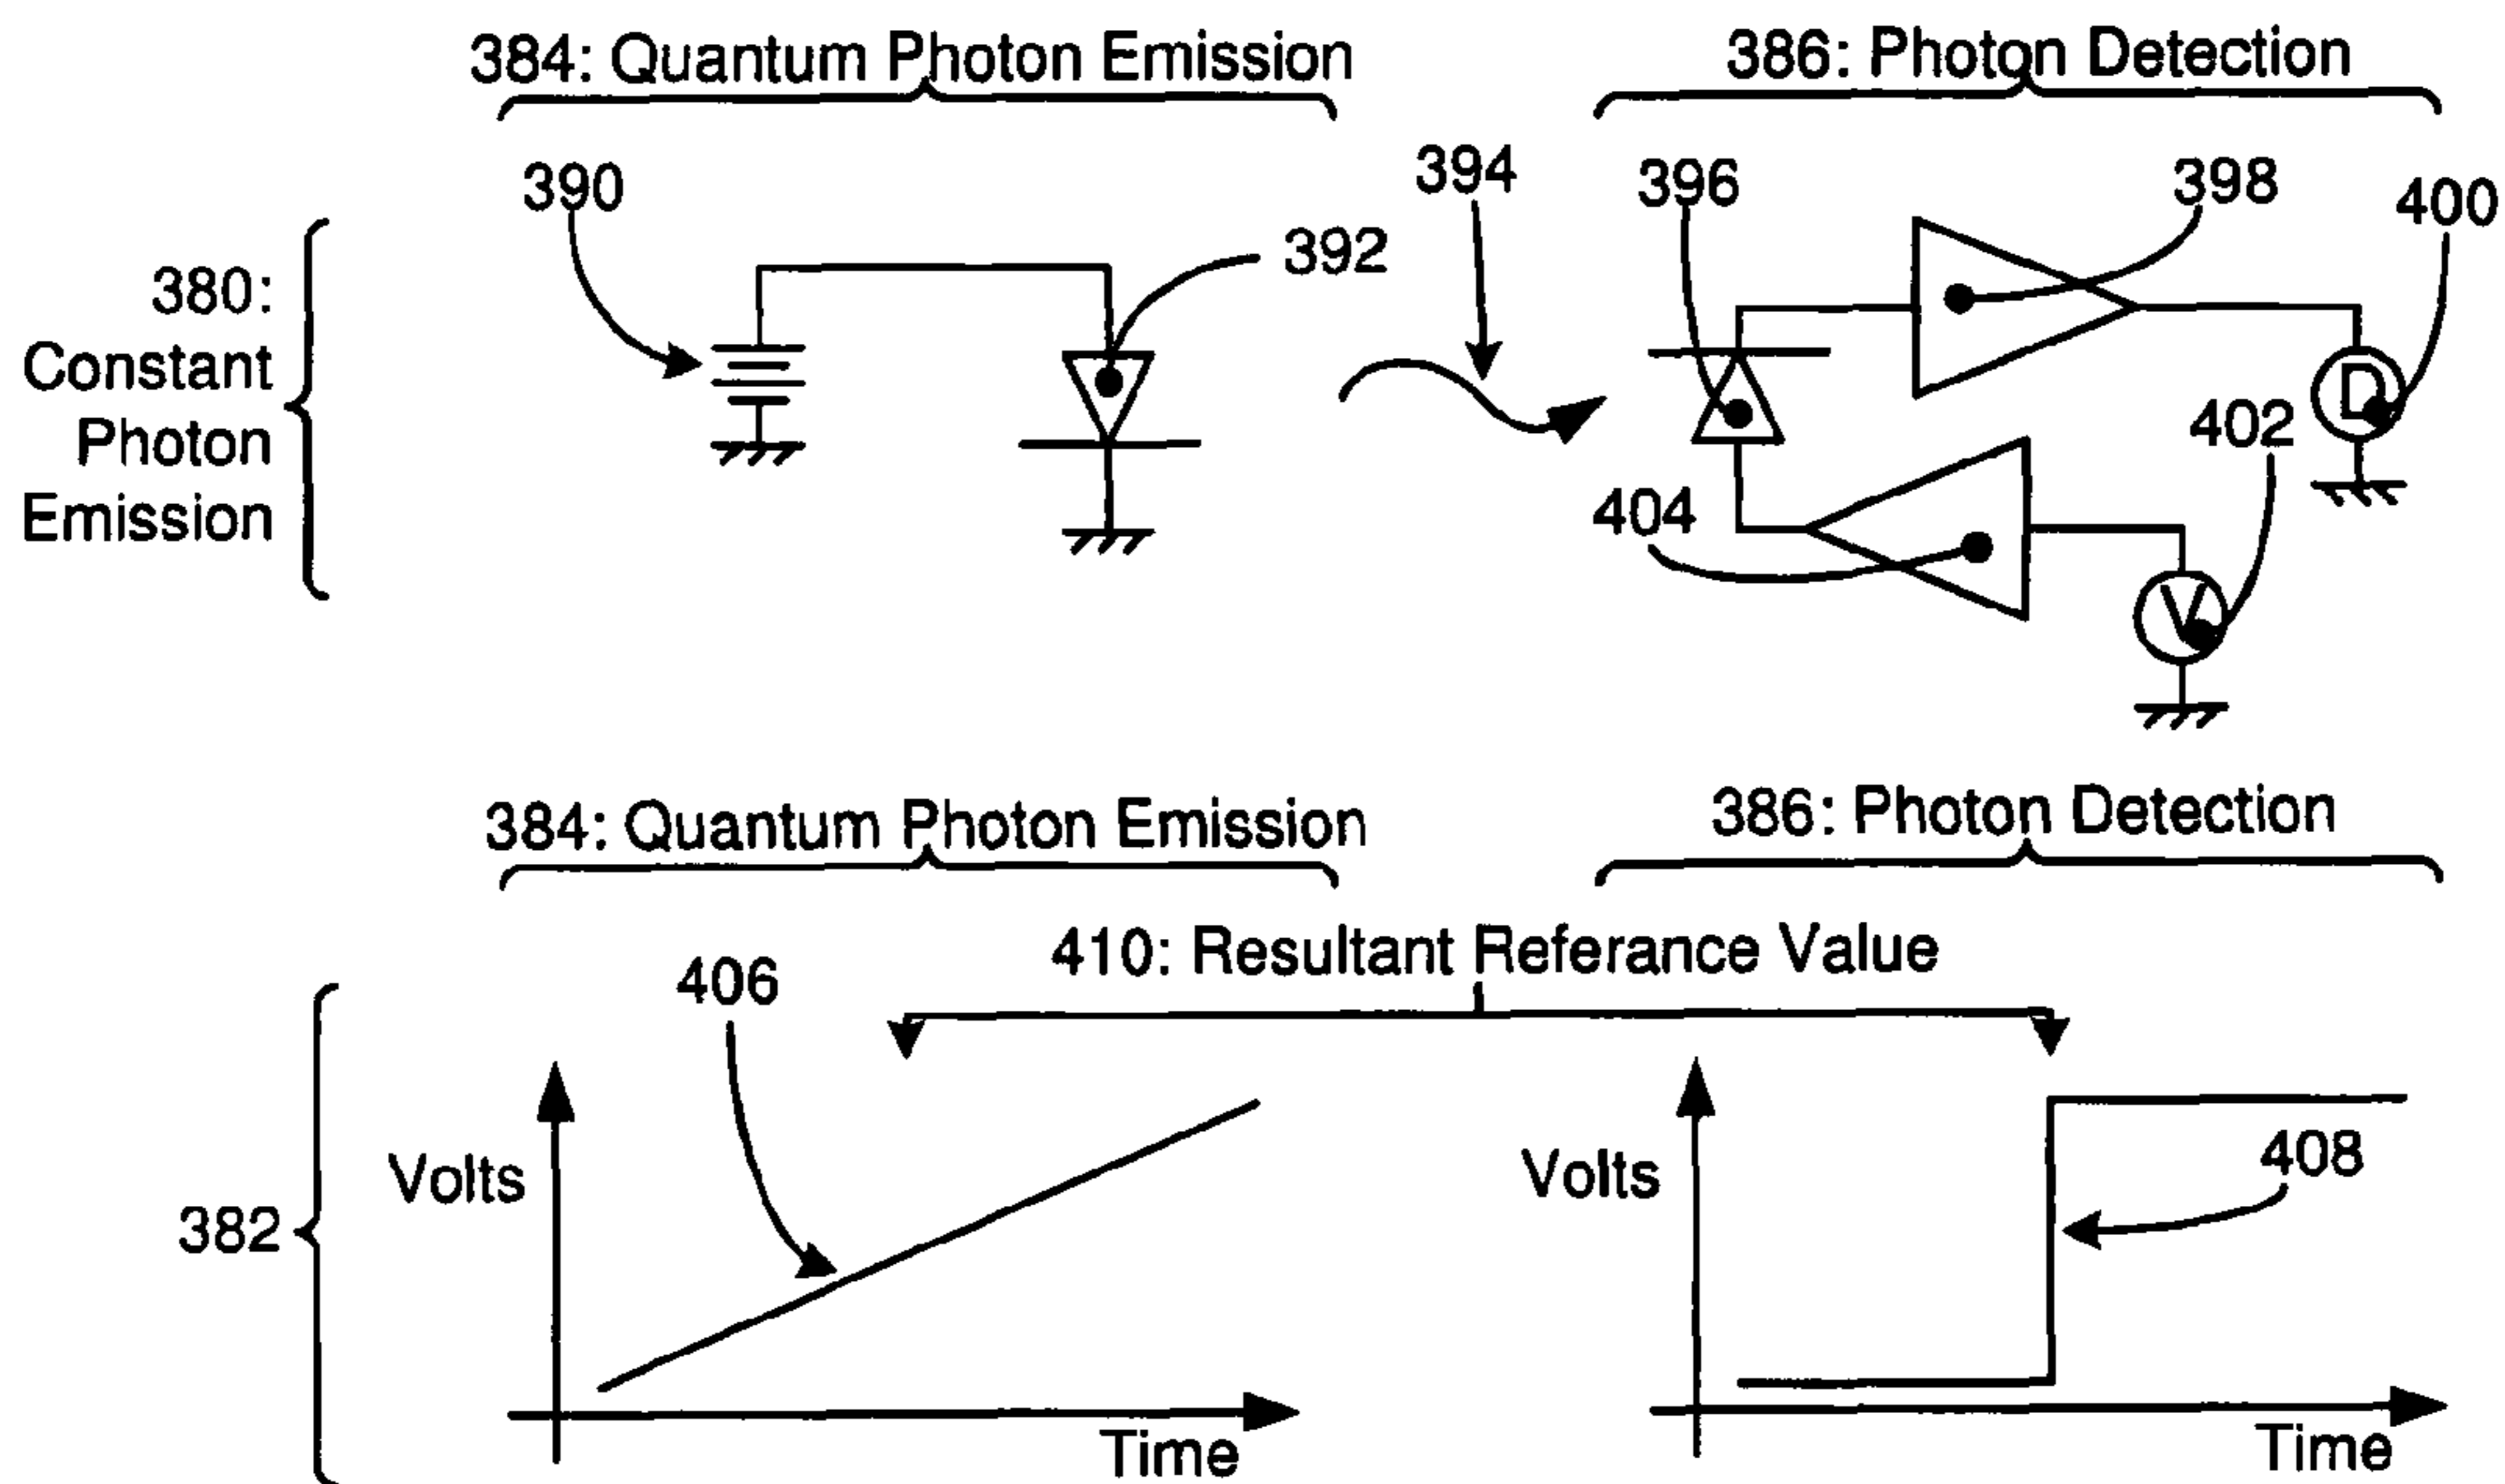 384: Quantum Photon Emission
386: Photon Detection
390
392
394
396
398
400
380:
Constant
Photon
Emission
D
402
404
V
384: Quantum Photon Emission
386: Photon Detection
410: Resultant Referance Value
406
Volts
Volts
408
382
Time
Time